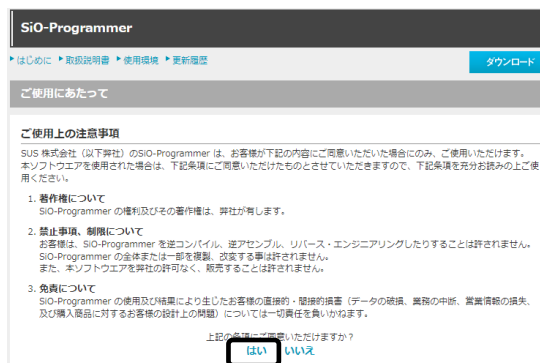 SiO-Programmer
はじめに 取扱説明書 使用環境 更新履歴
ダウンロード
ご使用にあたって
ご使用上の注意事項
SUS 株式会社（以下弊社）のSiO-Programmer は、お客様が下記の内容にご同意いただいた場合にのみ、ご使用いただけます。
本ソフトウエアを使用された場合は、下記条項にご同意いただけたものとさせていただきますので、下記条項を充分お読みの上ご使
用ください。
1. 著作権について
SiO-Programmer の権利及びその著作権は、弊社が有します。
2. 禁止事項、制限について
お客様は、SiO-Programmer を逆コンパイル、逆アセンブル、リバース・エンジニアリングしたりすることは許されません。
SiO-Programmer の全体または一部を複製、改変する事は許されません。
また、本ソフトウエアを弊社の許可なく、販売することは許されません。
3. 免責について
SiO-Programmer の使用及び結果により生じたお客様の直接的・間接的損害（データの破損、業務の中断、営業情報の損失、
及び購入商品に対するお客様の設計上の問題）については一切責任を負いかねます。
上記の条項にご同意いただけますか？
はい いいえ